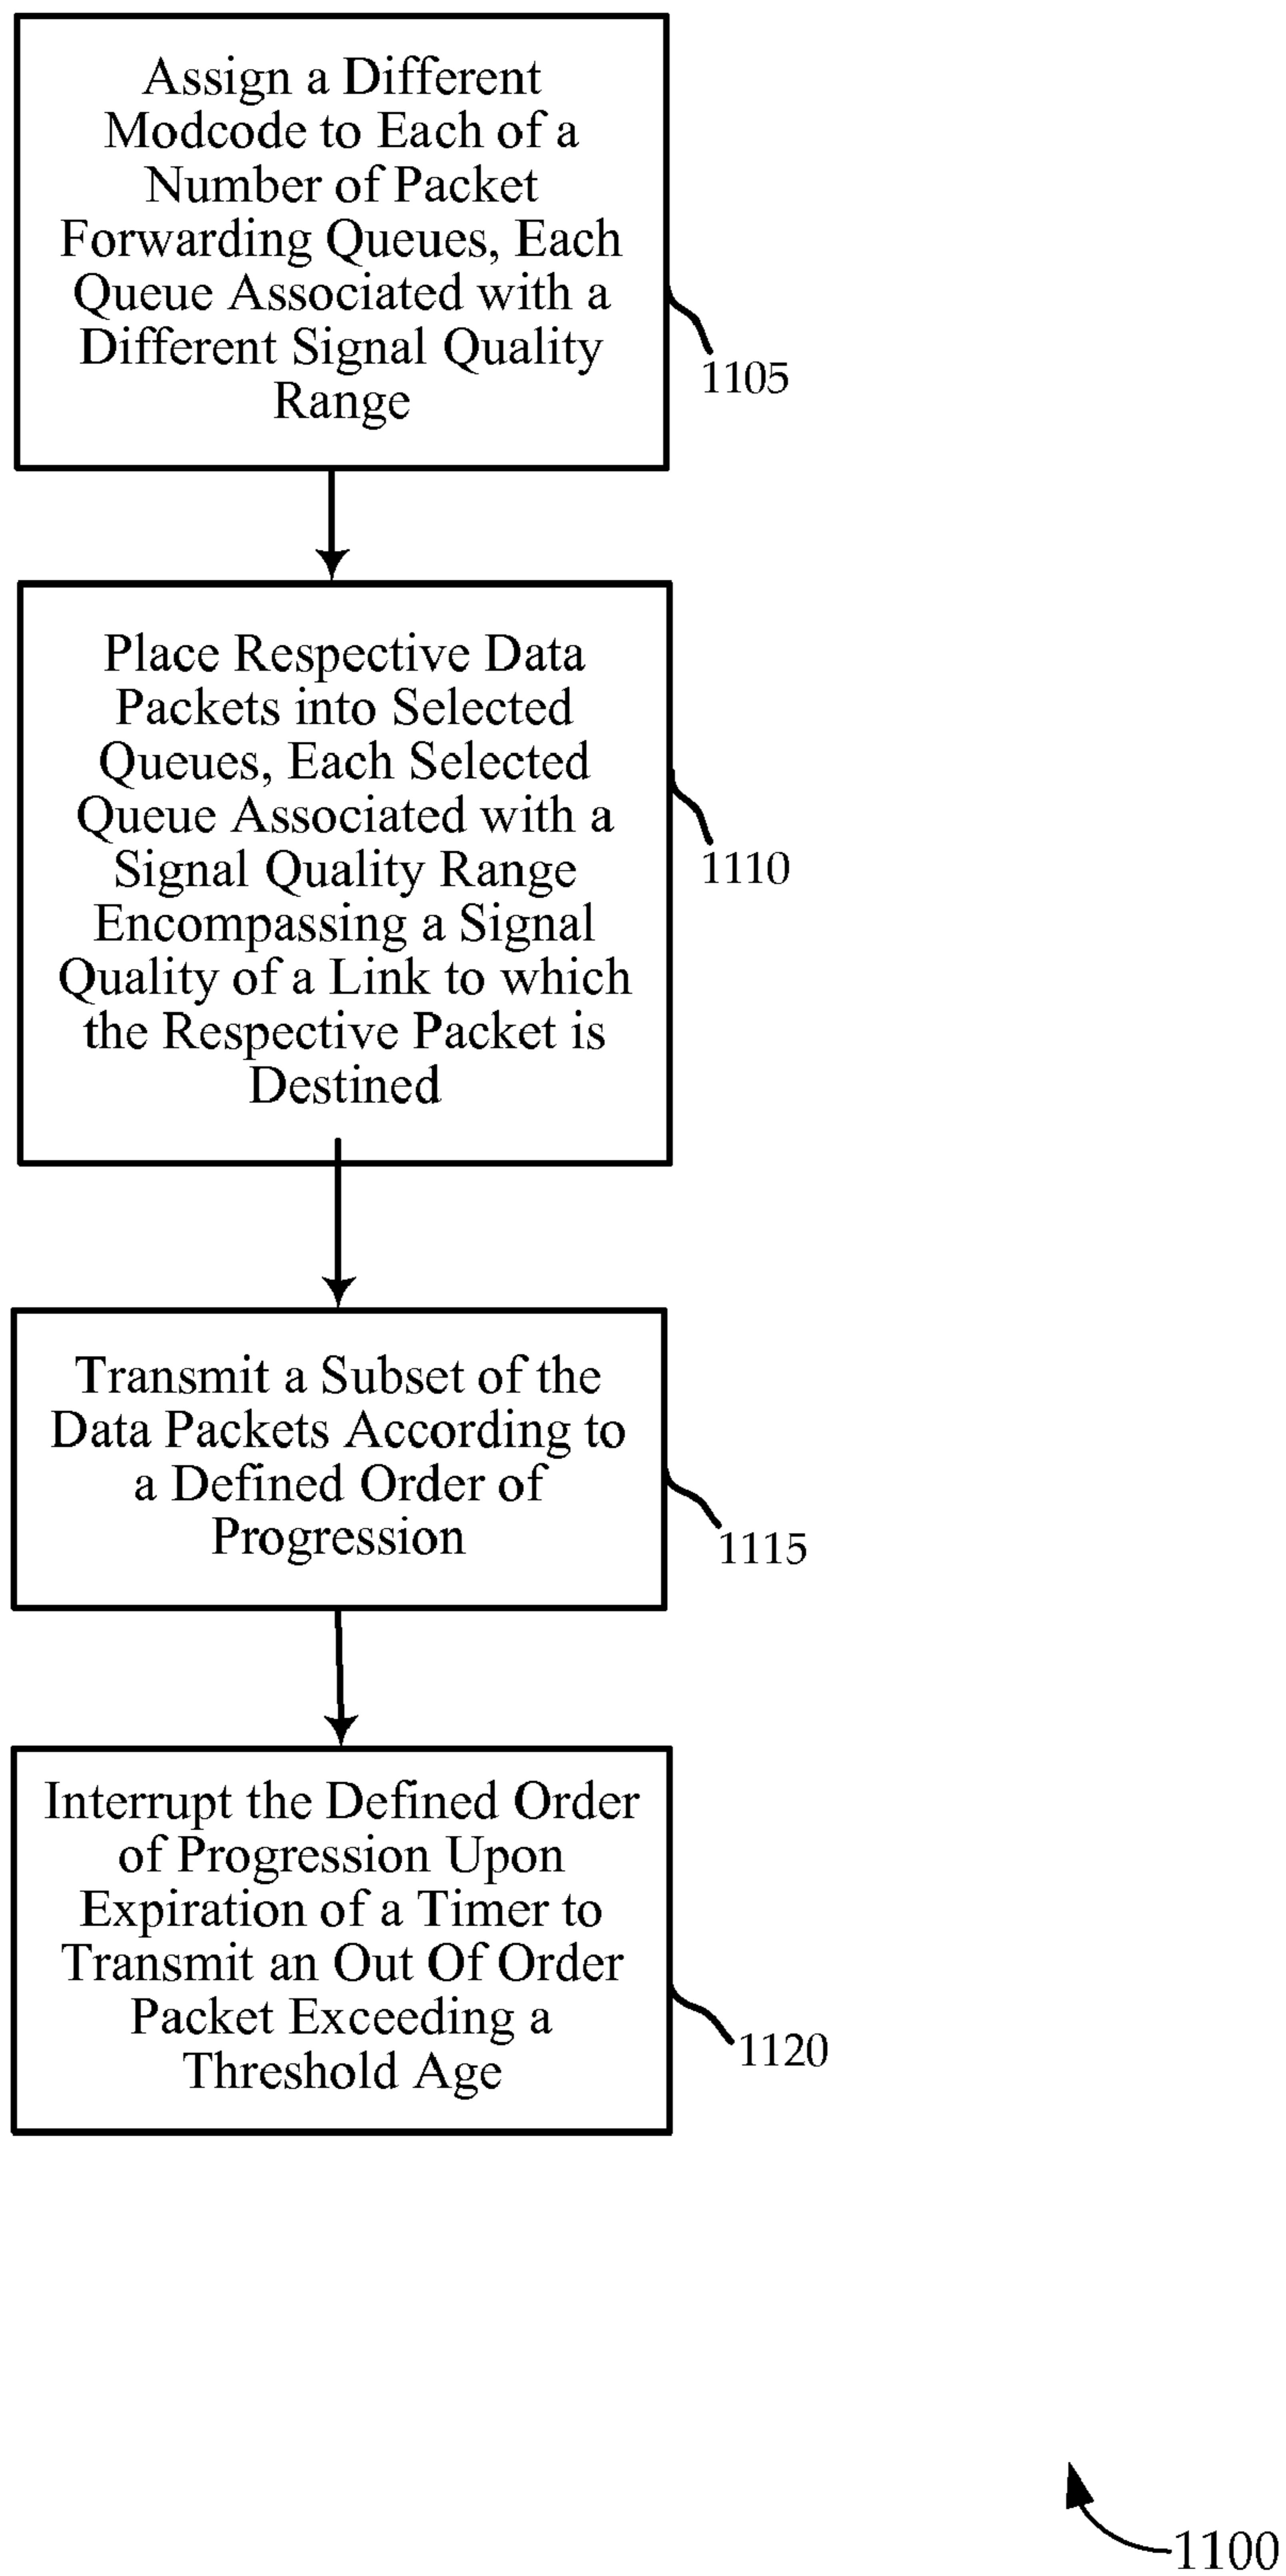 Assign a Different
Modcode to Each of a
Number of Packet
Forwarding Queues, Each
Queue Associated with a
Different Signal Quality
Range
1105
Place Respective Data
Packets into Selected
Queues, Each Selected
Queue Associated with a
Signal Quality Range
Encompassing a Signal
Quality of a Link to which
the Respective Packet is
Destined
1110
Transmit a Subset of the
Data Packets According to
a Defined Order of
Progression
1115
Interrupt the Defined Order
of Progression Upon
Expiration of a Timer to
Transmit an Out Of Order
Packet Exceeding a
Threshold Age
1120
1100